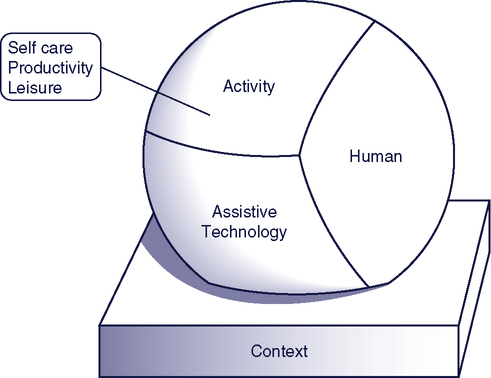 Self care
Productivity
Leisure
Activity
Human
Assistive
Technology
Context